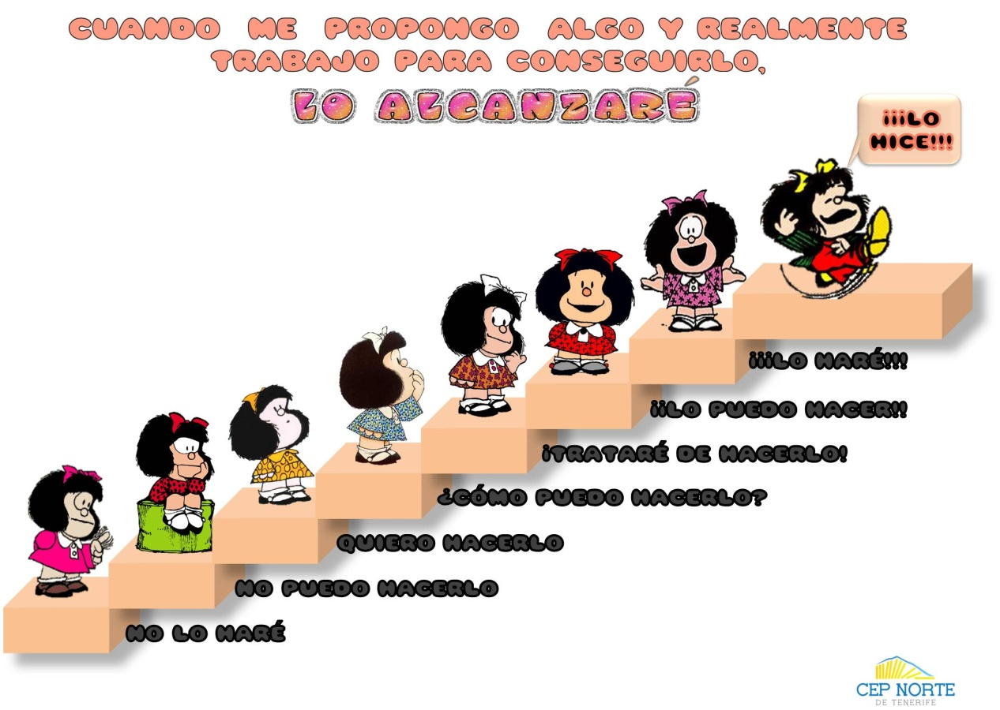 CUANDO ME PROPONGO ALGO Y REALMENTE
TRABAJO PARA CONSEGUIRLO,
LO ALCANZARÉ
¡¡¡LO
HICE!!!
¡¡¡LO HARÉ!!!
¡¡LO PUEDO HACER!!
¡TRATARÉ DE HACERLO!
¿CÓMO PUEDO HACERLO?
QUIERO HACERLO
NO PUEDO HACERLO
NO LO HARÉ
CEP NORTE
DE TENERIFE